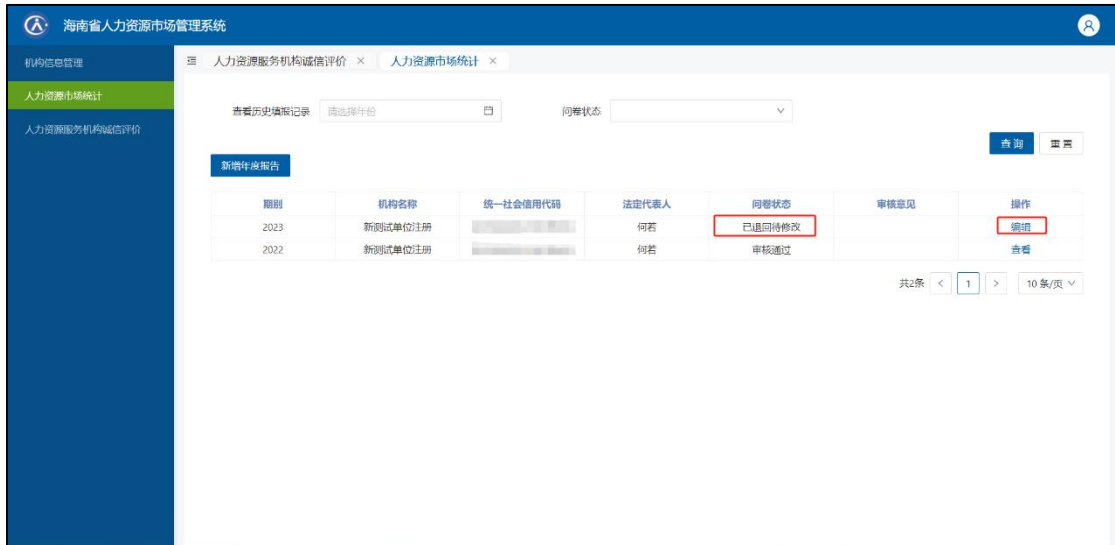 海南省人力资源市场管理系统
机构信息管理
人力资源市场统计
人力资源服务机构诚信评价
人力资源服务机构诚信评价 × 人力资源市场统计 ×
查看历史填报记录 请选择年份 问卷状态
查询 重置
新增年度报告
期别 机构名称 统一社会信用代码 法定代表人 问卷状态 审核意见 操作
2023 新测试单位注册 何若 已退回待修改 编辑
2022 新测试单位注册 何若 审核通过 查看
共2条 < 1 > 10 条/页